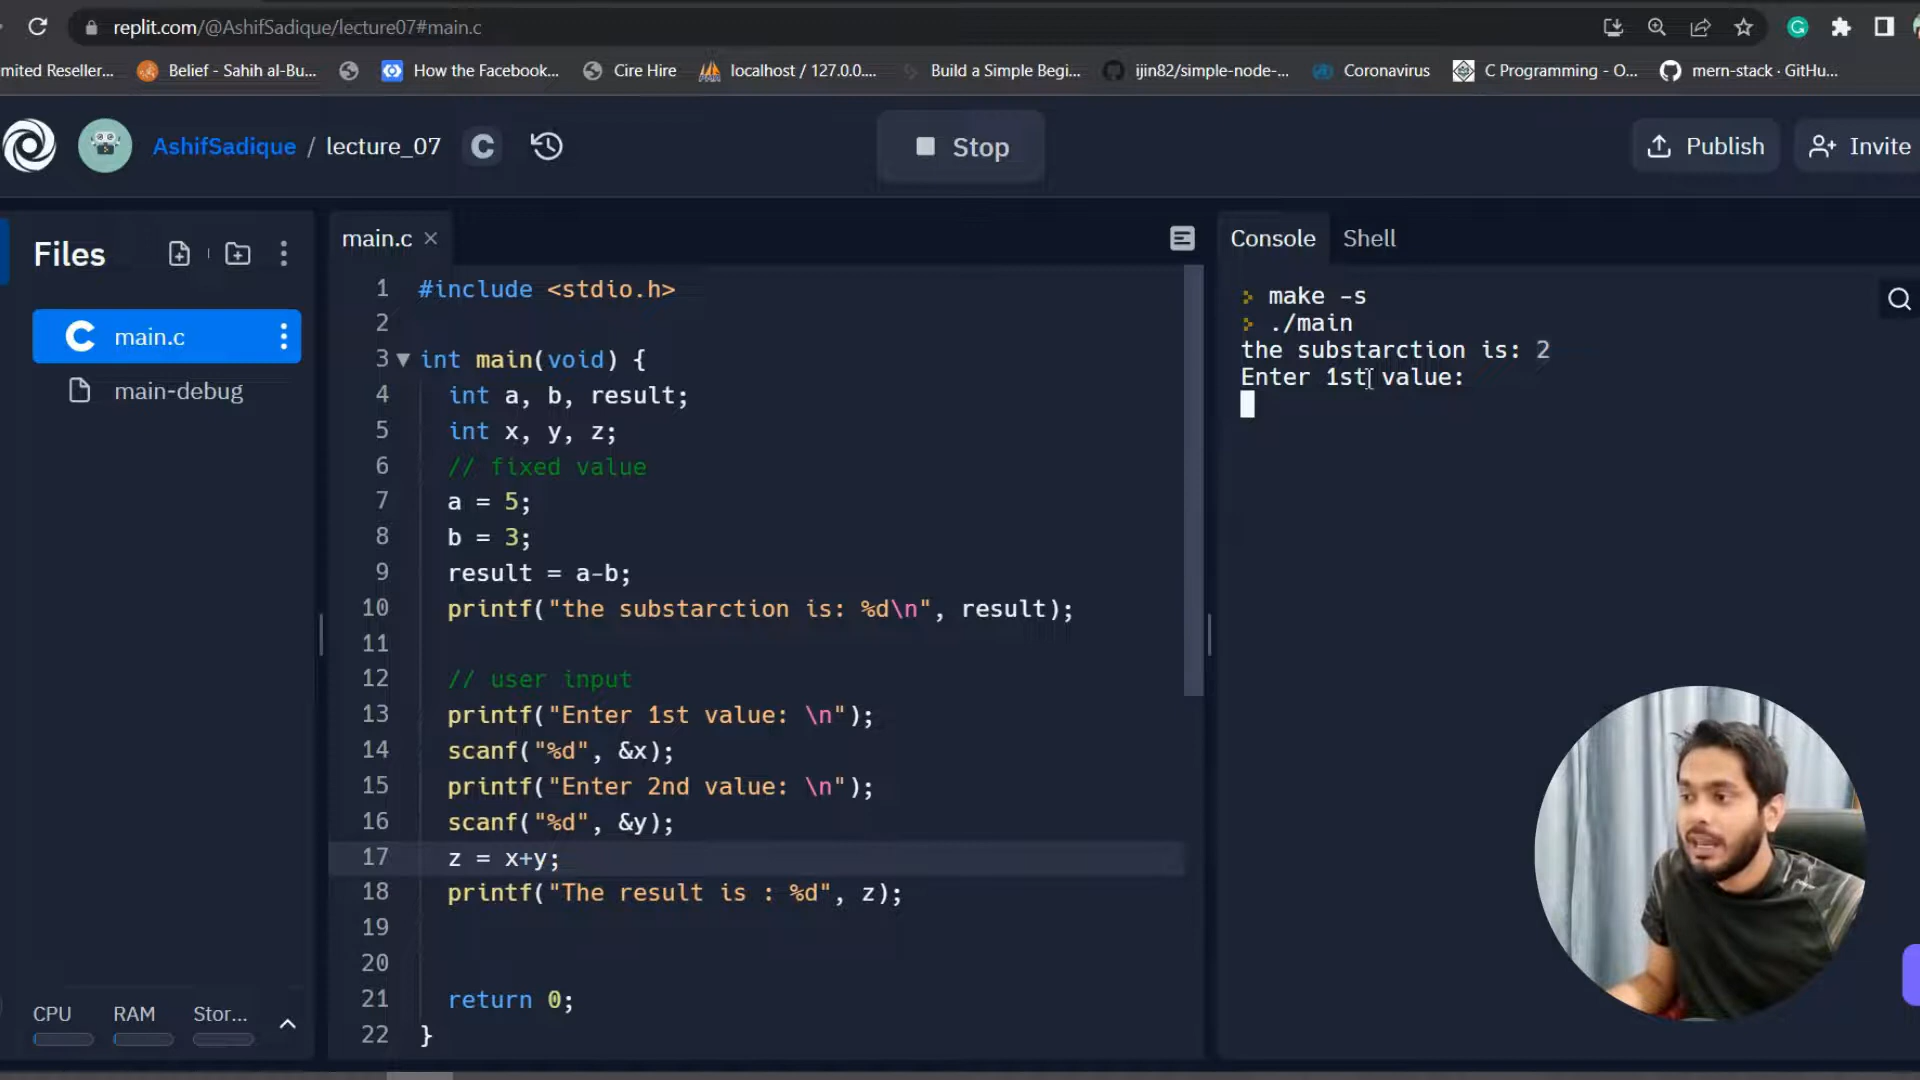 replit.com/@AshifSadique/lecture07#main.c
mited Reseller... Belief - Sahih al-Bu... How the Facebook... Cire Hire localhost / 127.0.0.... Build a Simple Begi... ijin82/simple-node-... Coronavirus C Programming - O... mern-stack · GitHu...
AshifSadique / lecture_07 C Stop Publish Invite
Files
main.c
main-debug
CPU RAM Stor...
main.c
1 #include <stdio.h>
2
3 int main(void) {
4 int a, b, result;
5 int x, y, z;
6 // fixed value
7 a = 5;
8 b = 3;
9 result = a-b;
10 printf("the substarction is: %d\n", result);
11
12 // user input
13 printf("Enter 1st value: \n");
14 scanf("%d", &x);
15 printf("Enter 2nd value: \n");
16 scanf("%d", &y);
17 z = x+y;
18 printf("The result is : %d", z);
19
20
21 return 0;
22 }
Console Shell
make -s
./main
the substarction is: 2
Enter 1st value: